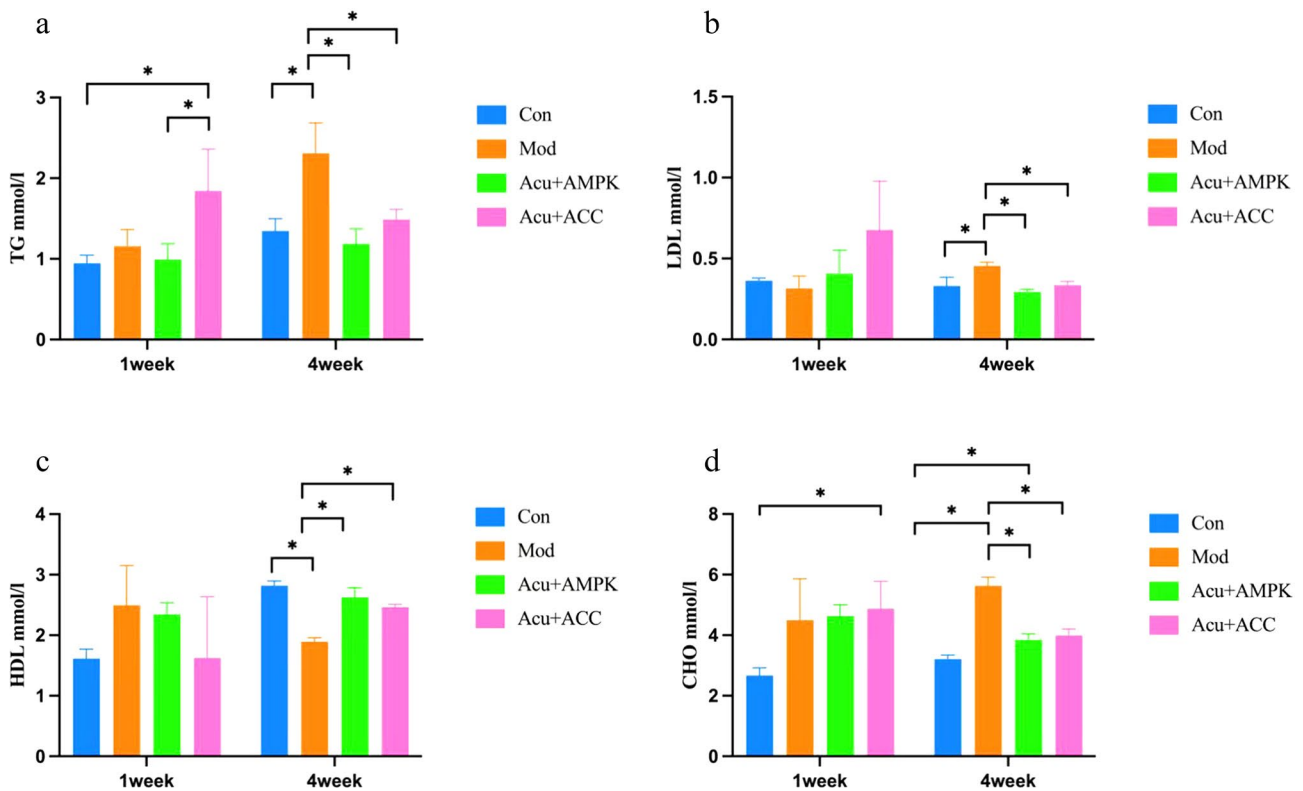 a
*
*
*
*
*
*
TG mmol/l
3
2
1
0
1week
4week
Con
Mod
Acu+AMPK
Acu+ACC
b
*
*
*
LDL mmol/l
1.5
1.0
0.5
0.0
1week
4week
Con
Mod
Acu+AMPK
Acu+ACC
c
*
*
*
HDL mmol/l
4
3
2
1
0
1week
4week
Con
Mod
Acu+AMPK
Acu+ACC
d
*
*
*
*
*
CHO mmol/l
8
6
4
2
0
1week
4week
Con
Mod
Acu+AMPK
Acu+ACC